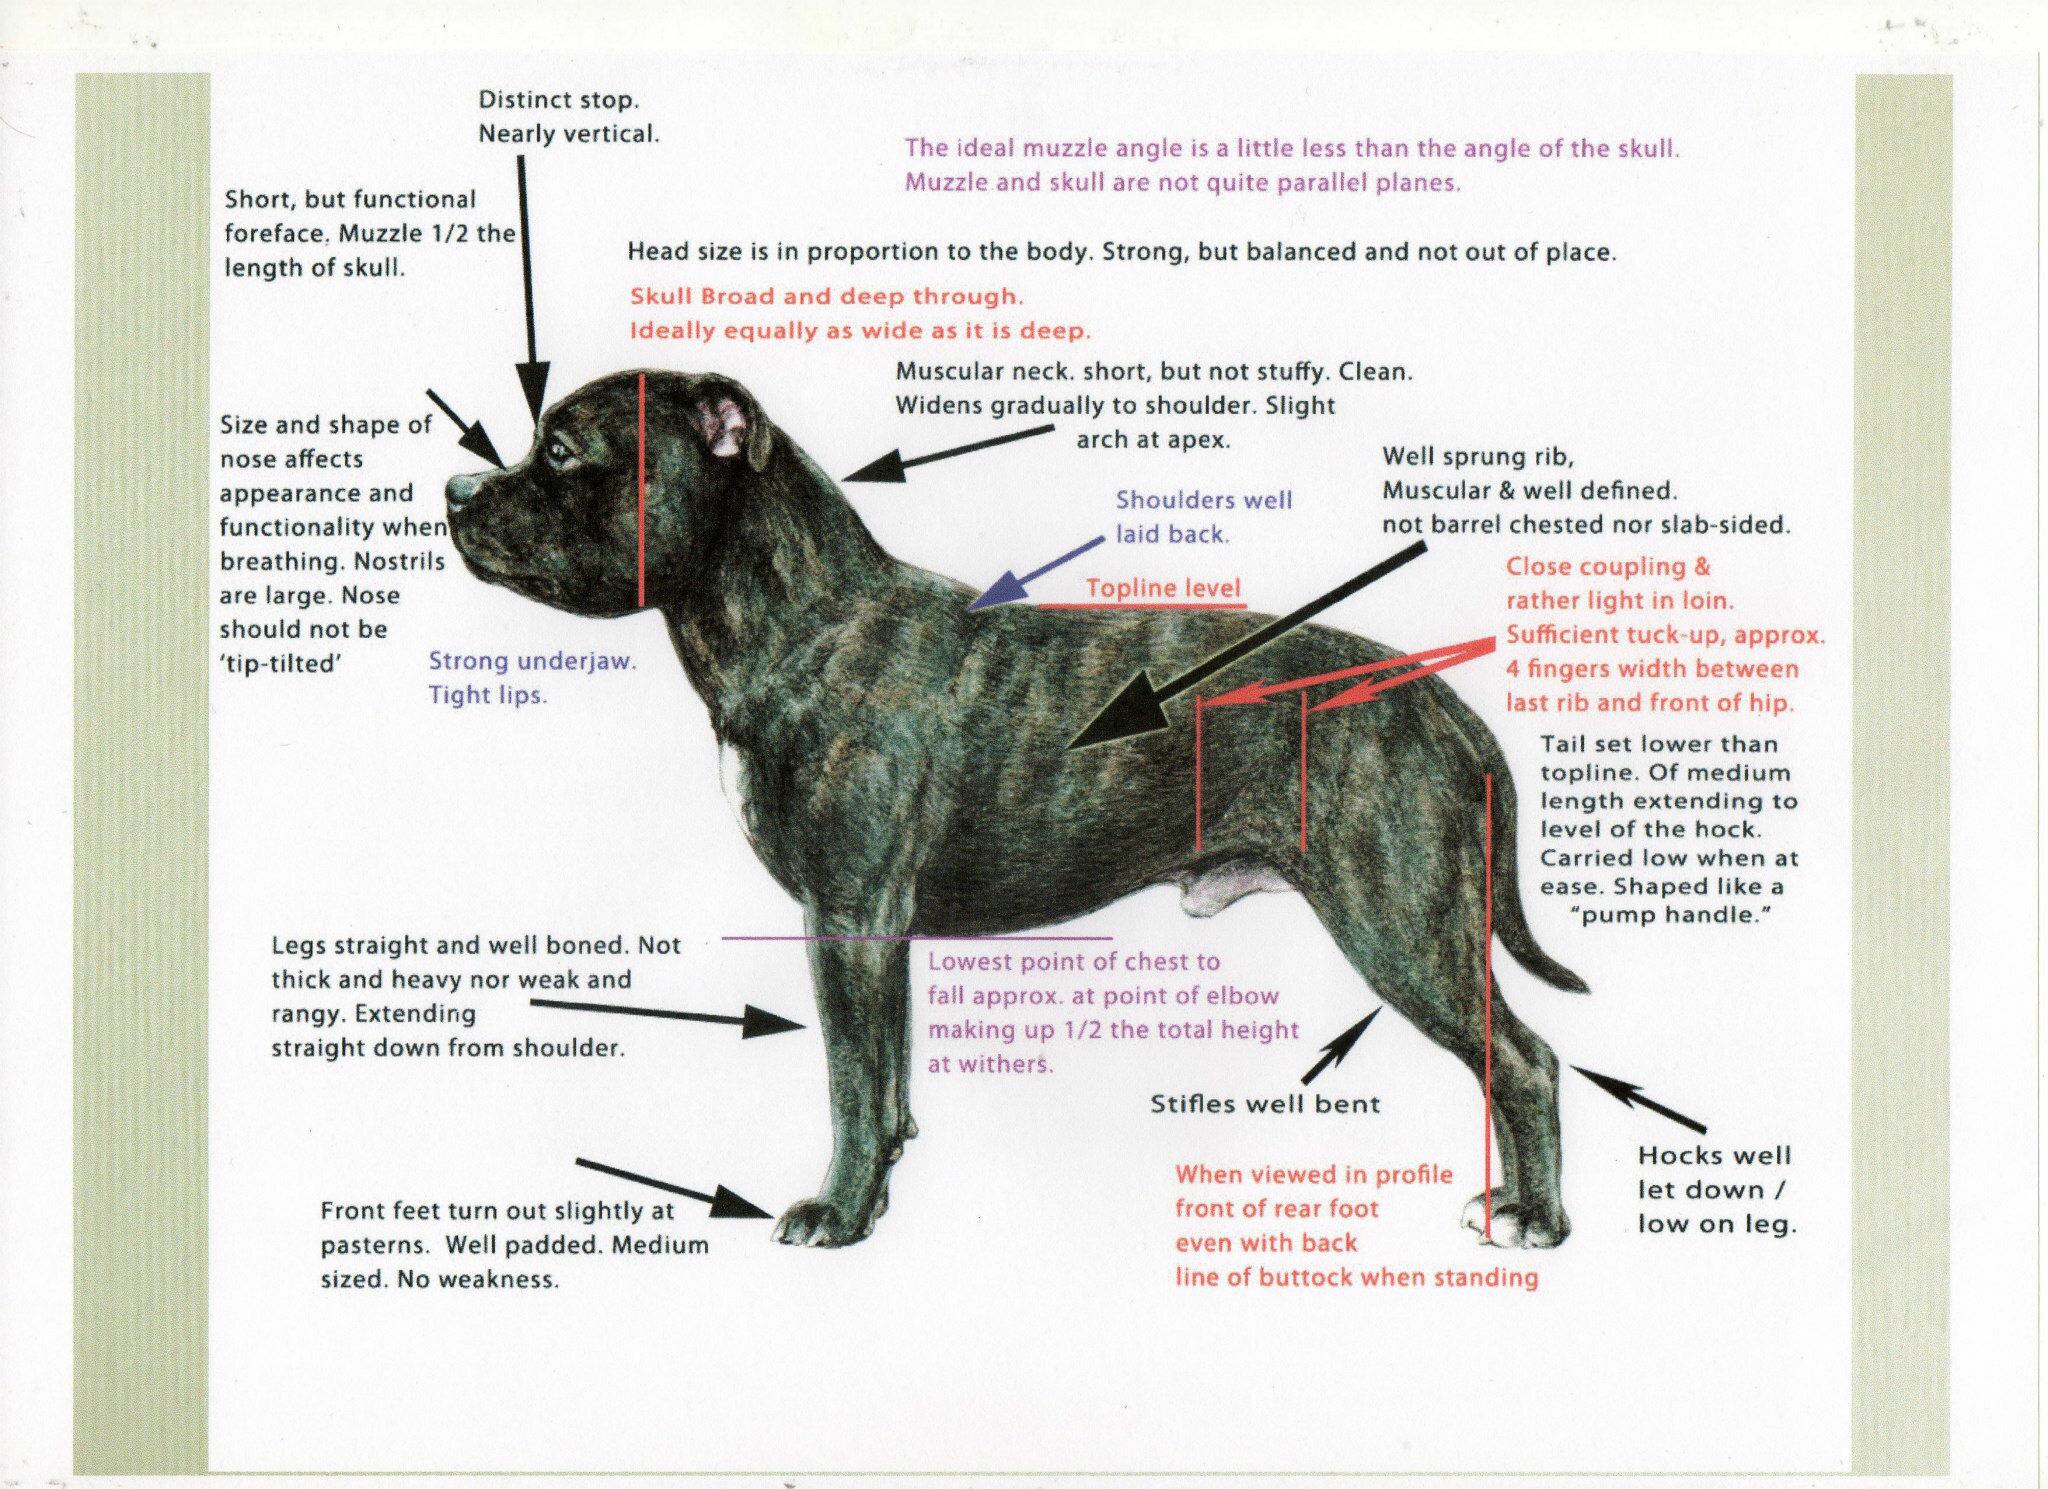 Distinct stop.
Nearly vertical.
The ideal muzzle angle is a little less than the angle of the skull.
Muzzle and skull are not quite parallel planes.
Short, but functional
foreface. Muzzle 1/2 the
length of skull.
Head size is in proportion to the body. Strong, but balanced and not out of place.
Skull Broad and deep through.
Ideally equally as wide as it is deep.
Muscular neck. short, but not stuffy. Clean.
Widens gradually to shoulder. Slight
arch at apex.
Size and shape of
nose affects
appearance and
functionality when
breathing. Nostrils
are large. Nose
should not be
‘tip-tilted’
Strong underjaw.
Tight lips.
Shoulders well
laid back.
Topline level
Well sprung rib,
Muscular & well defined.
not barrel chested nor slab-sided.
Close coupling &
rather light in loin.
Sufficient tuck-up, approx.
4 fingers width between
last rib and front of hip.
Tail set lower than
topline. Of medium
length extending to
level of the hock.
Carried low when at
ease. Shaped like a
“pump handle.”
Legs straight and well boned. Not
thick and heavy nor weak and
rangy. Extending
straight down from shoulder.
Lowest point of chest to
fall approx. at point of elbow
making up 1/2 the total height
at withers.
Stifles well bent
Hocks well
let down /
low on leg.
Front feet turn out slightly at
pasterns. Well padded. Medium
sized. No weakness.
When viewed in profile
front of rear foot
even with back
line of buttock when standing